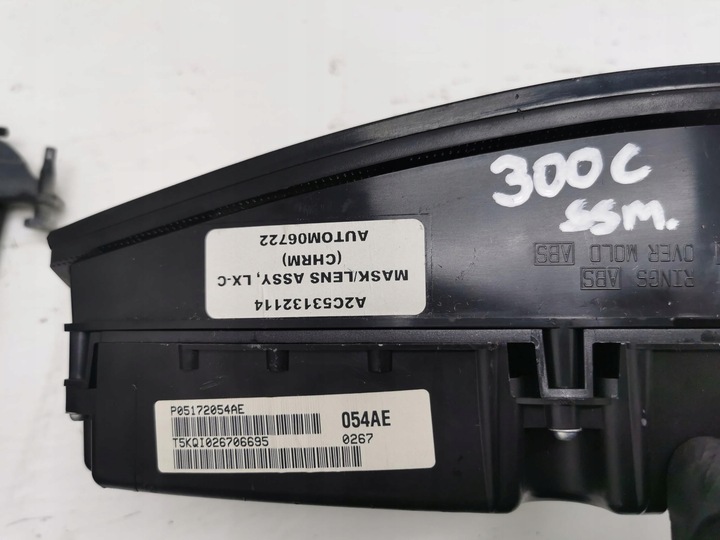 300C
SSM.
RINGS ABS
OVER MOLD ABS
A2C53132114
MASK/LENS ASSY, LX-C
(CHRM)
AUTOM06722
P05172054AE
054AE
T5KQI026706695
0267